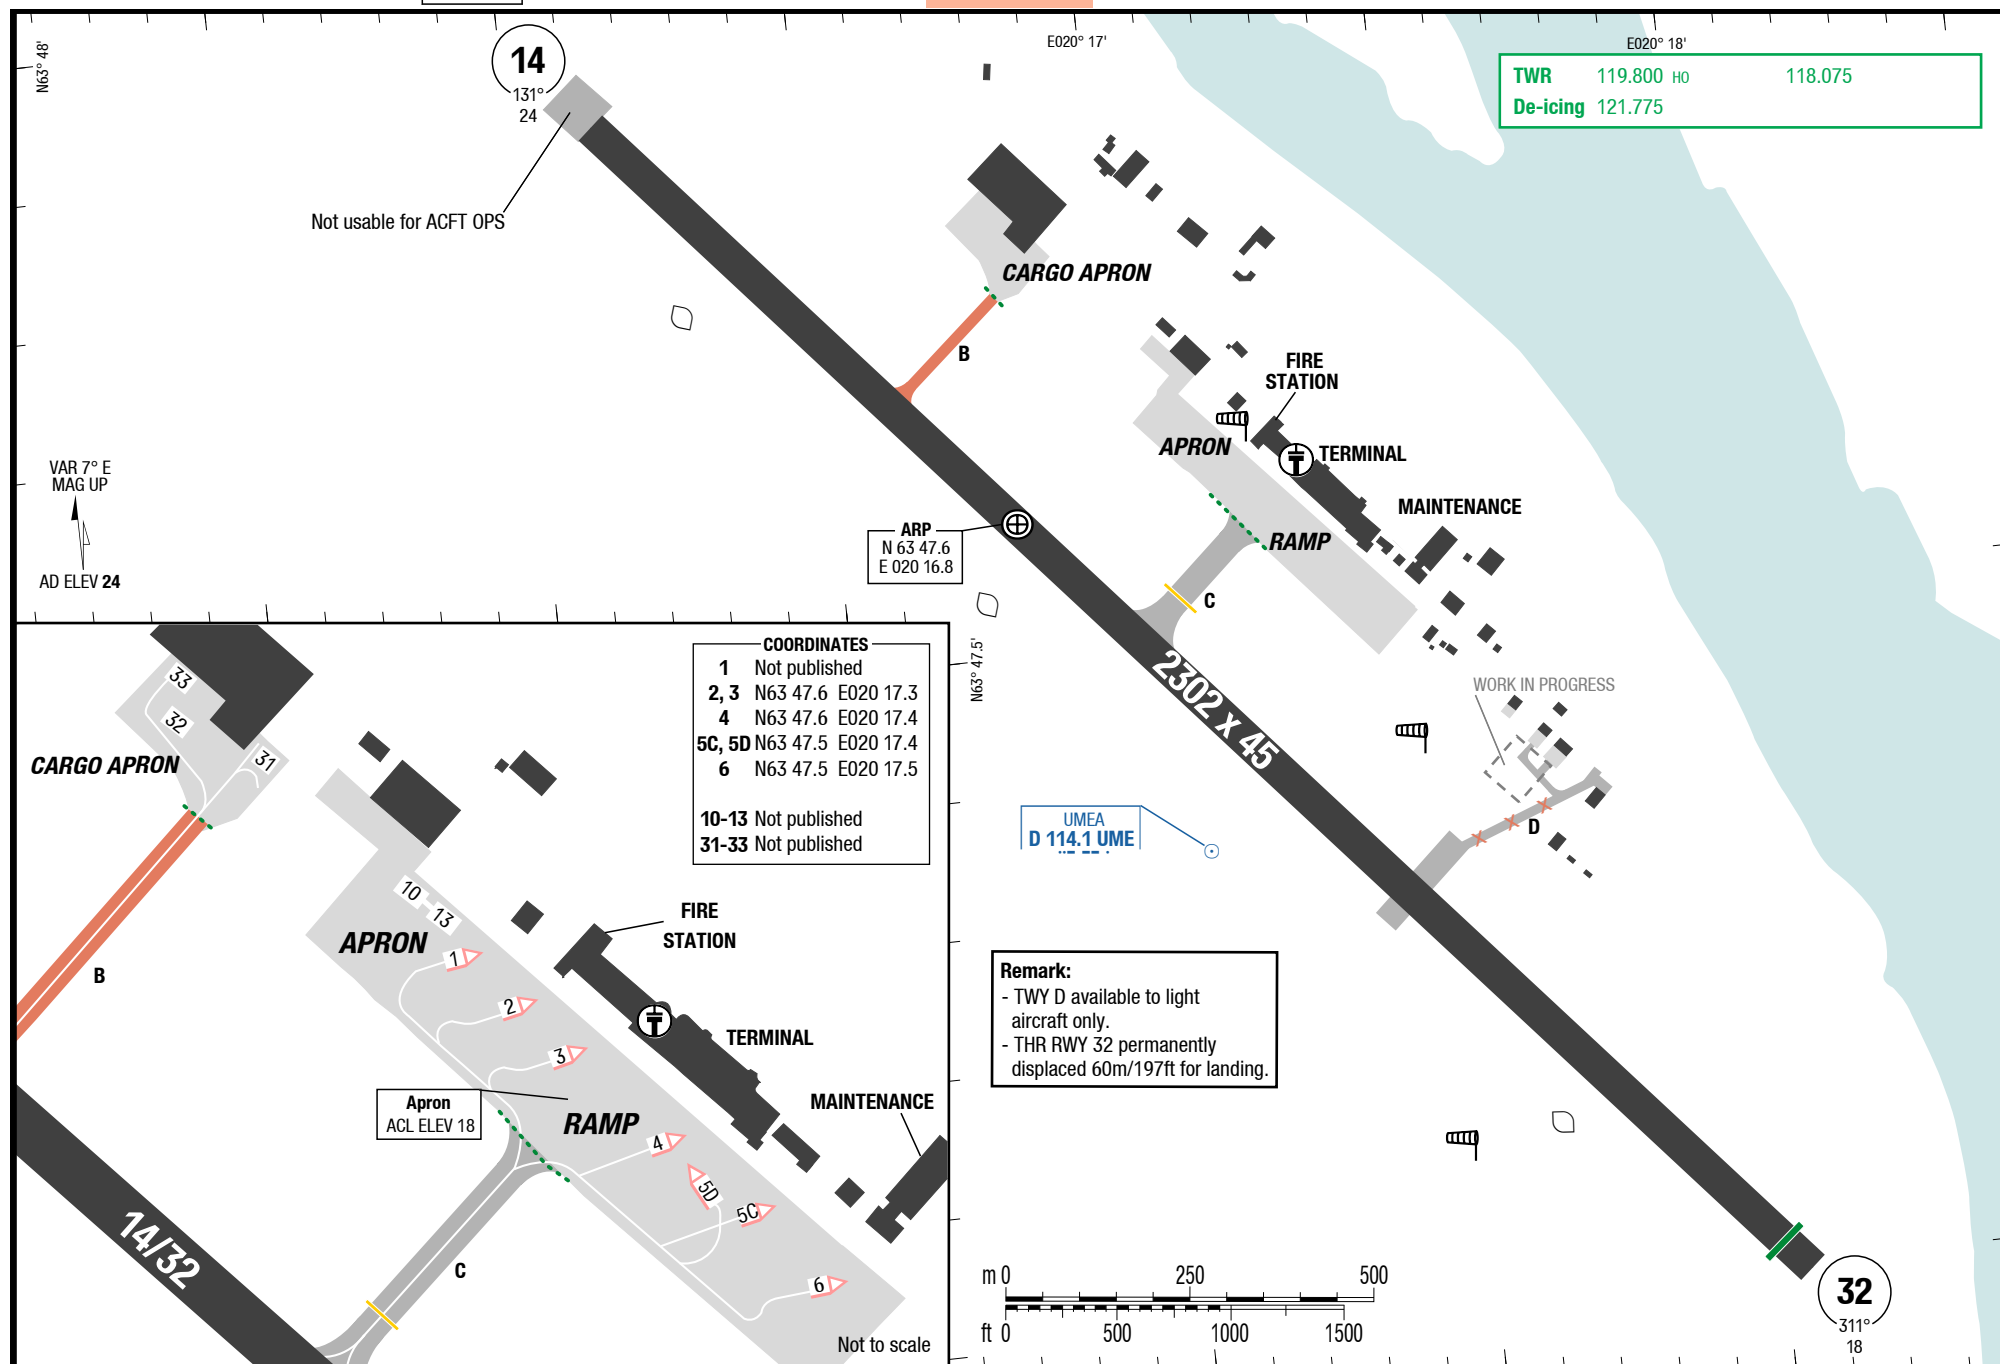 14
131°
24
N63° 48'
E020° 17'
E020° 18'
TWR 119.800 HO 118.075
De-icing 121.775
Not usable for ACFT OPS
CARGO APRON
B
FIRE
STATION
APRON
TERMINAL
VAR 7° E
MAG UP
MAINTENANCE
ARP
N 63 47.6
E 020 16.8
RAMP
AD ELEV 24
C
N63° 47.5'
2302 x 45
WORK IN PROGRESS
D
UMEA
D 114.1 UME
COORDINATES
1 Not published
2, 3 N63 47.6 E020 17.3
4 N63 47.6 E020 17.4
5C, 5D N63 47.5 E020 17.4
6 N63 47.5 E020 17.5
10-13 Not published
31-33 Not published
33
32
31
CARGO APRON
B
10-13
APRON
FIRE
STATION
1
2
3
TERMINAL
Apron
ACL ELEV 18
RAMP
MAINTENANCE
4
5D
5C
6
14/32
C
Not to scale
Remark:
- TWY D available to light
aircraft only.
- THR RWY 32 permanently
displaced 60m/197ft for landing.
m 0 250 500
ft 0 500 1000 1500
32
311°
18